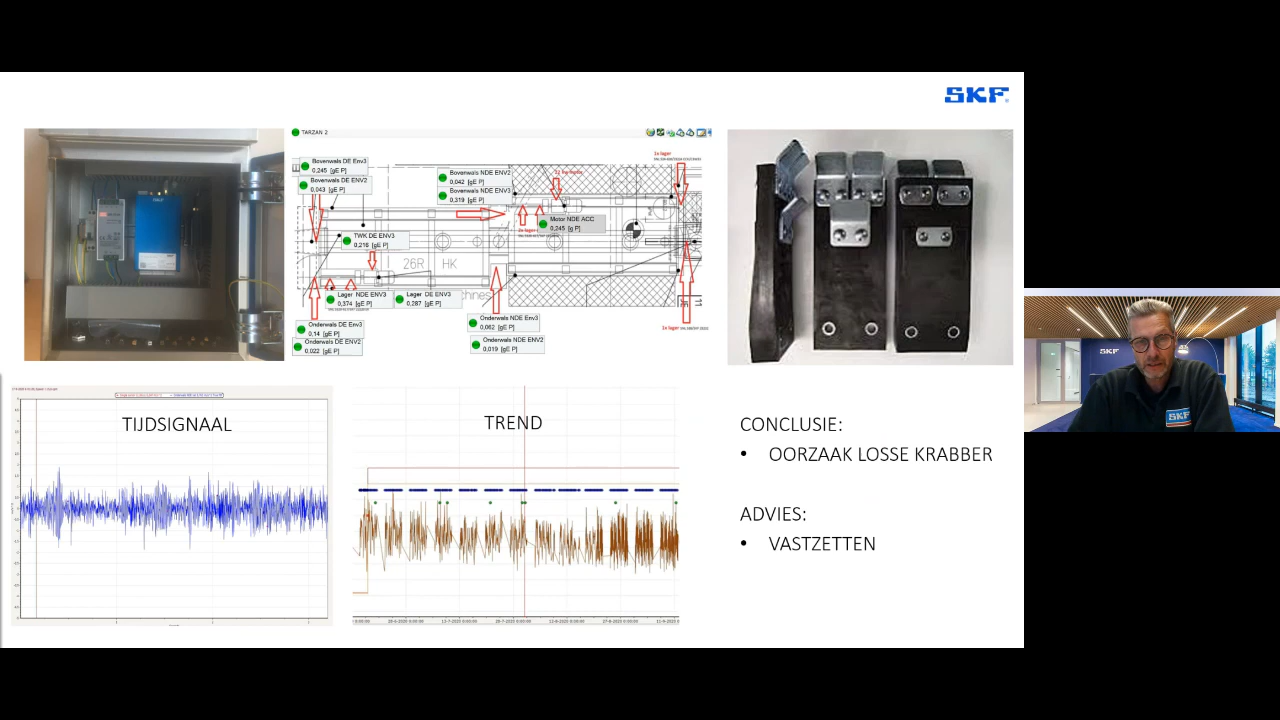 SKF
TARZAN 2
Bovenwals DE Env3
0,245 [gE P]
Bovenwals DE ENV2
0,043 [gE P]
Bovenwals NDE ENV2
0,042 [gE P]
Bovenwals NDE ENV3
0,319 [gE P]
Motor NDE ACC
0,245 [g P]
TWK DE ENV3
0,216 [gE P]
26R HK
Lager NDE ENV3
0,374 [gE P]
Lager DE ENV3
0,287 [gE P]
Onderwals DE Env3
0,14 [gE P]
Onderwals DE ENV2
0,022 [gE P]
Onderwals NDE Env3
0,062 [gE P]
Onderwals NDE ENV2
0,019 [gE P]
1x lager
1x lager
TIJDSIGNAAL
TREND
CONCLUSIE:
• OORZAAK LOSSE KRABBER
ADVIES:
• VASTZETTEN
SKF
SKF